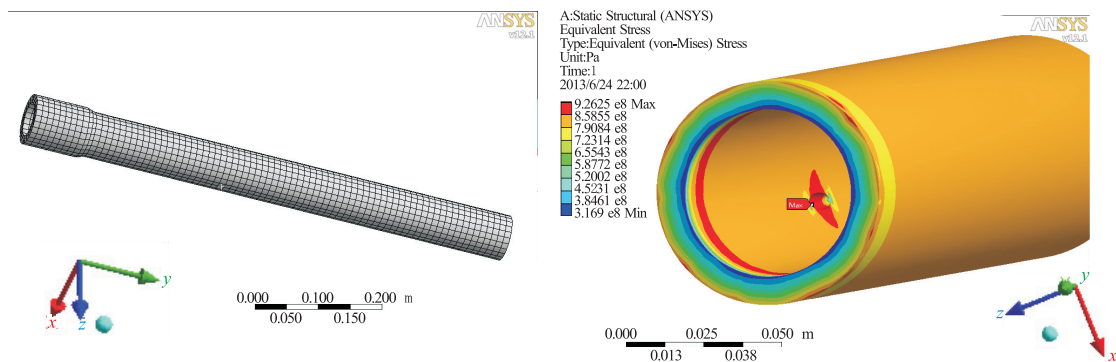 ANSYS
v12.1
y
x
z
0.000 0.100 0.200 m
0.050 0.150
A:Static Structural (ANSYS)
Equivalent Stress
Type:Equivalent (von-Mises) Stress
Unit:Pa
Time:1
2013/6/24 22:00
9.2625 e8 Max
8.5855 e8
7.9084 e8
7.2314 e8
6.5543 e8
5.8772 e8
5.2002 e8
4.5231 e8
3.8461 e8
3.169 e8 Min
ANSYS
v12.1
Max
0.000 0.025 0.050 m
0.013 0.038
y
z
x